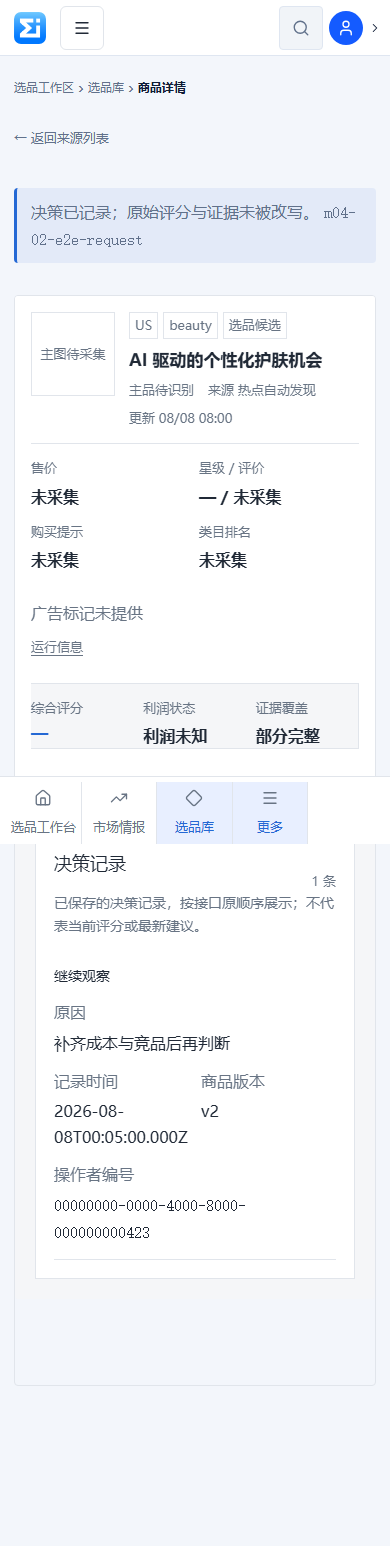 选品工作区 › 选品库 › 商品详情
← 返回来源列表
决策已记录；原始评分与证据未被改写。 m04-
02-e2e-request
主图待采集
US beauty 选品候选
AI 驱动的个性化护肤机会
主品待识别 来源 热点自动发现
更新 08/08 08:00
售价
未采集
星级 / 评价
— / 未采集
购买提示
未采集
类目排名
未采集
广告标记未提供
运行信息
综合评分
—
利润状态
利润未知
证据覆盖
部分完整
选品工作台
市场情报
选品库
更多
决策记录
1 条
已保存的决策记录，按接口原顺序展示；不代
表当前评分或最新建议。
继续观察
原因
补齐成本与竞品后再判断
记录时间
2026-08-
08T00:05:00.000Z
商品版本
v2
操作者编号
00000000-0000-4000-8000-
000000000423